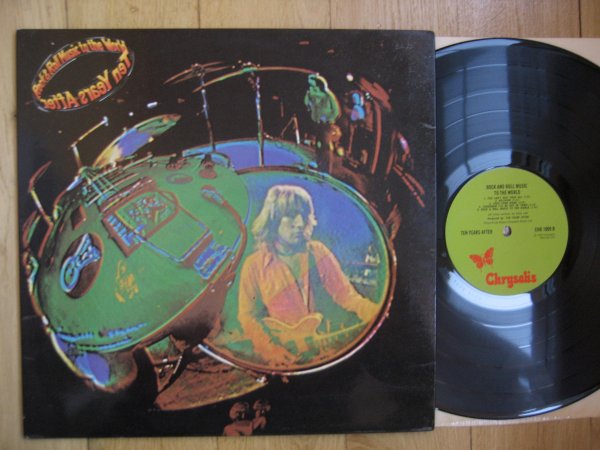 Rock & Roll Music to the World
Ten Years After
ROCK AND ROLL MUSIC
TO THE WORLD
TEN YEARS AFTER
CHR 1009 B
Chrysalis